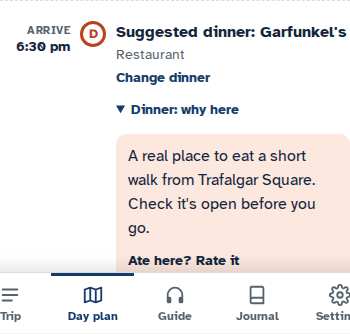 ARRIVE
6:30 pm
D
Suggested dinner: Garfunkel's
Restaurant
Change dinner
▼ Dinner: why here
A real place to eat a short
walk from Trafalgar Square.
Check it's open before you
go.
Ate here? Rate it
Trip
Day plan
Guide
Journal
Settin